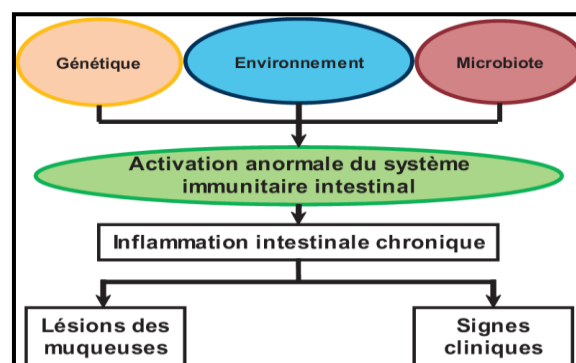 Génétique
Environnement
Microbiote
Activation anormale du système
immunitaire intestinal
Inflammation intestinale chronique
Lésions des
muqueuses
Signes
cliniques